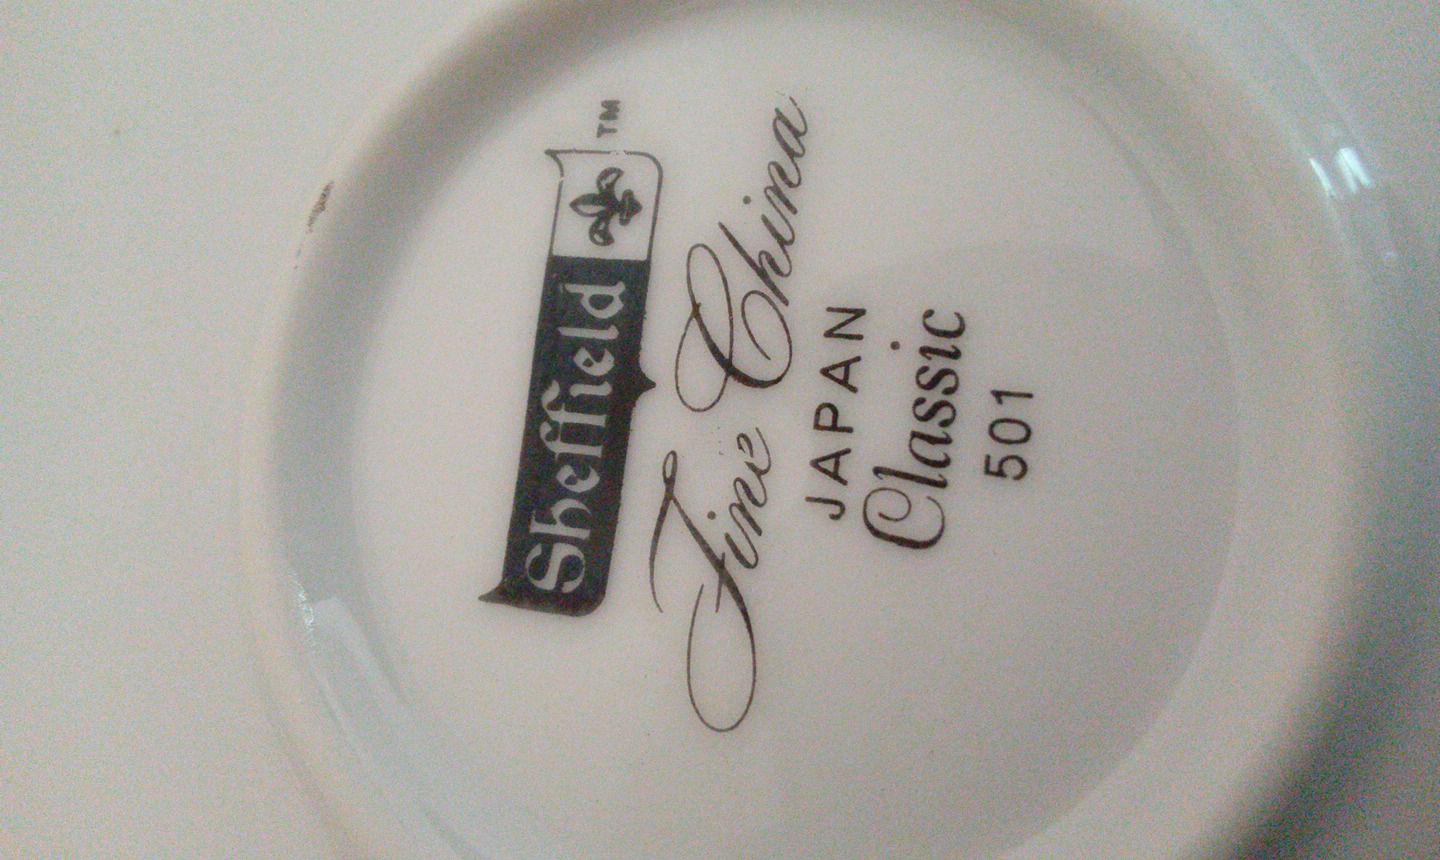 Sheffield ™
Fine China
JAPAN
Classic
501